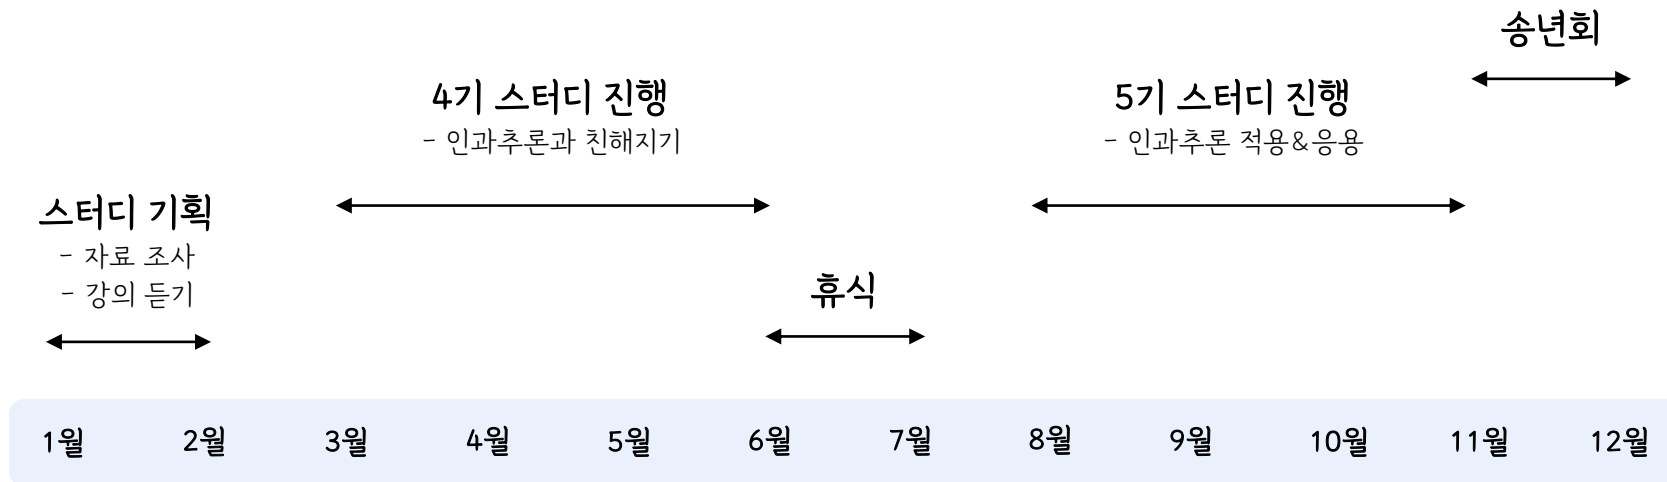 송년회
4기 스터디 진행
- 인과추론과 친해지기
5기 스터디 진행
- 인과추론 적용&응용
스터디 기획
- 자료 조사
- 강의 듣기
휴식
1월 2월 3월 4월 5월 6월 7월 8월 9월 10월 11월 12월